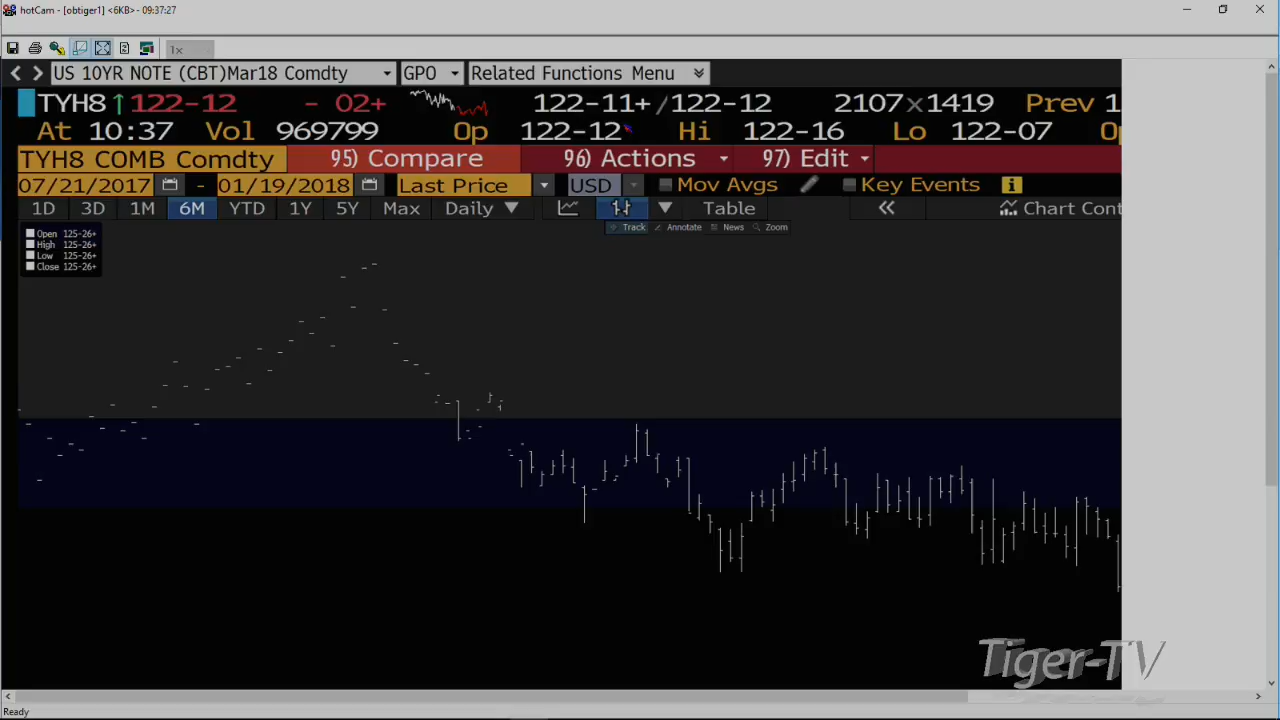 hotCam - [obtiger1] <6KB> - 09:37:27
1x
US 10YR NOTE (CBT)Mar18 Comdty GPO Related Functions Menu
TYH8 ↑ 122-12 - 02+ 122-11+ / 122-12 2107 x 1419 Prev 1
At 10:37 Vol 969799 Op 122-12 Hi 122-16 Lo 122-07 Op
TYH8 COMB Comdty 95) Compare 96) Actions 97) Edit
07/21/2017 - 01/19/2018 Last Price USD Mov Avgs Key Events
1D 3D 1M 6M YTD 1Y 5Y Max Daily ▼ Table « Chart Cont
Track Annotate News Zoom
Open 125-26+
High 125-26+
Low 125-26+
Close 125-26+
Tiger-TV
Ready